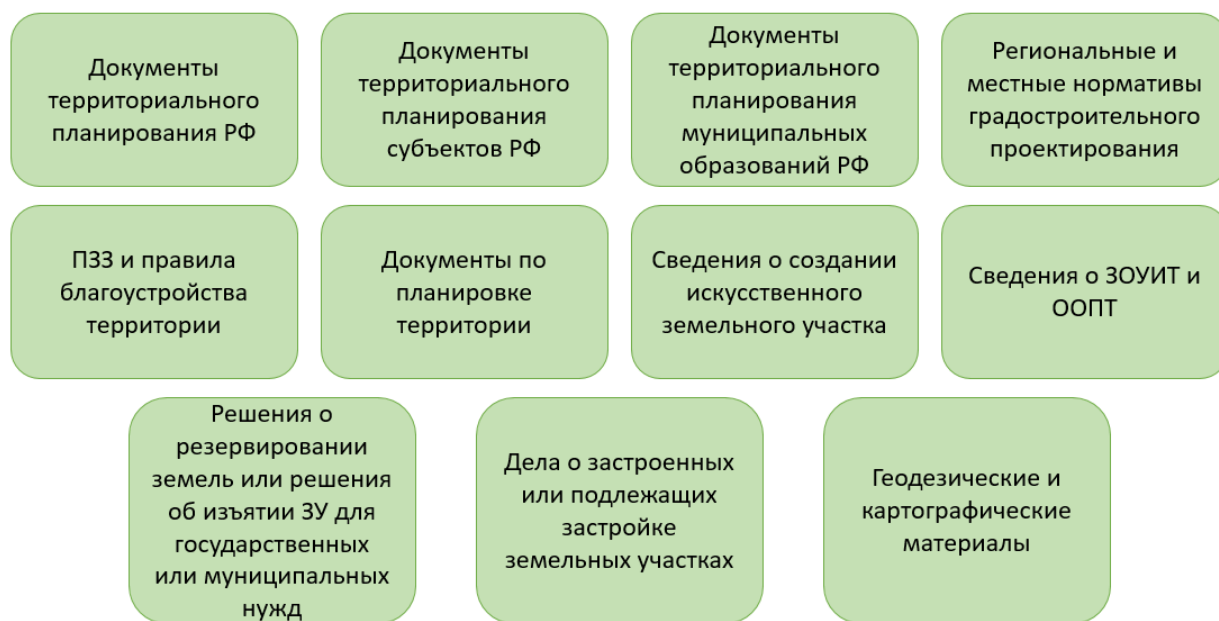 Документы
территориального
планирования РФ
Документы
территориального
планирования
субъектов РФ
Документы
территориального
планирования
муниципальных
образований РФ
Региональные и
местные нормативы
градостроительного
проектирования
ПЗЗ и правила
благоустройства
территории
Документы по
планировке
территории
Сведения о создании
искусственного
земельного участка
Сведения о ЗОУИТ и
ООПТ
Решения о
резервировании
земель или решения
об изъятии ЗУ для
государственных
или муниципальных
нужд
Дела о застроенных
или подлежащих
застройке
земельных участках
Геодезические и
картографические
материалы